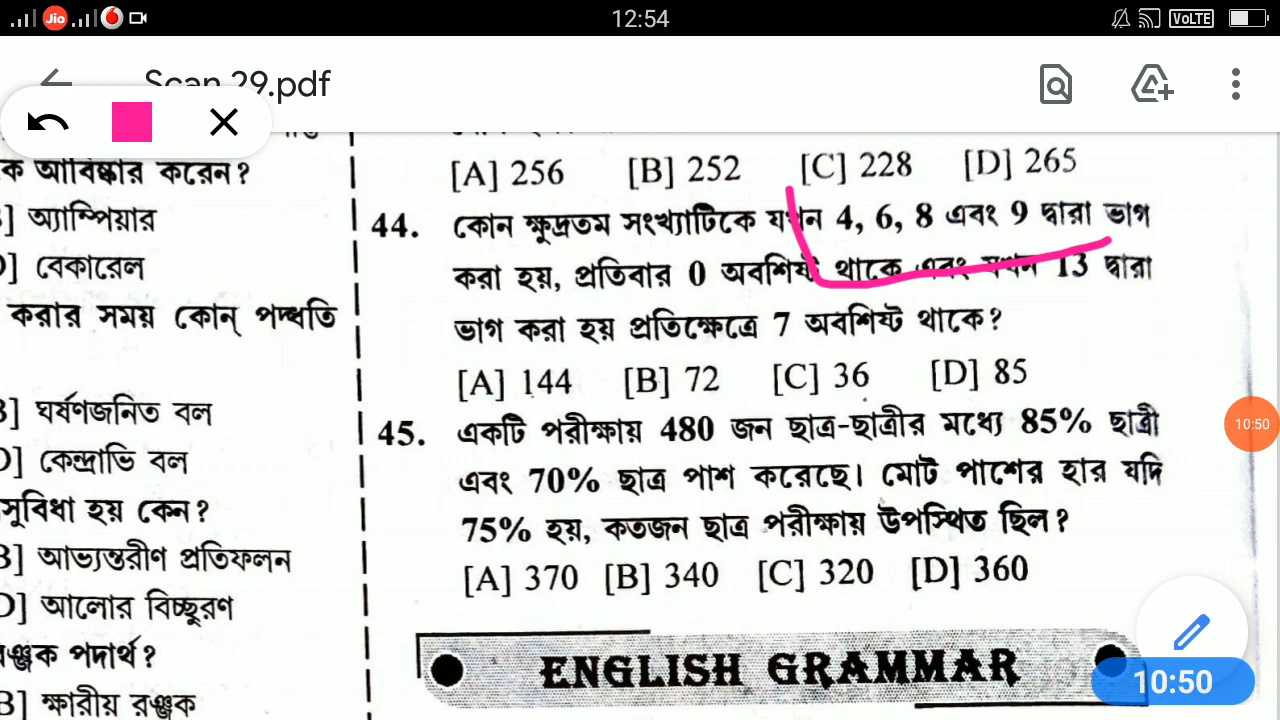 Jio
12:54
VoLTE
Scan 29.pdf
ক আবিষ্কার করেন?
] অ্যাম্পিয়ার
] বেকারেল
করার সময় কোন্ পদ্ধতি
] ঘর্ষণজনিত বল
] কেন্দ্রাভি বল
সুবিধা হয় কেন?
] আভ্যন্তরীণ প্রতিফলন
] আলোর বিচ্ছুরণ
ঞ্জক পদার্থ?
] ক্ষারীয় রঞ্জক
[A] 256 [B] 252 [C] 228 [D] 265
44. কোন ক্ষুদ্রতম সংখ্যাটিকে যখন 4, 6, 8 এবং 9 দ্বারা ভাগ
করা হয়, প্রতিবার 0 অবশিষ্ট থাকে এবং যখন 13 দ্বারা
ভাগ করা হয় প্রতিক্ষেত্রে 7 অবশিষ্ট থাকে?
[A] 144 [B] 72 [C] 36 [D] 85
45. একটি পরীক্ষায় 480 জন ছাত্র-ছাত্রীর মধ্যে 85% ছাত্রী
এবং 70% ছাত্র পাশ করেছে। মোট পাশের হার যদি
75% হয়, কতজন ছাত্র পরীক্ষায় উপস্থিত ছিল?
[A] 370 [B] 340 [C] 320 [D] 360
ENGLISH GRAMMAR
10:50
10:50